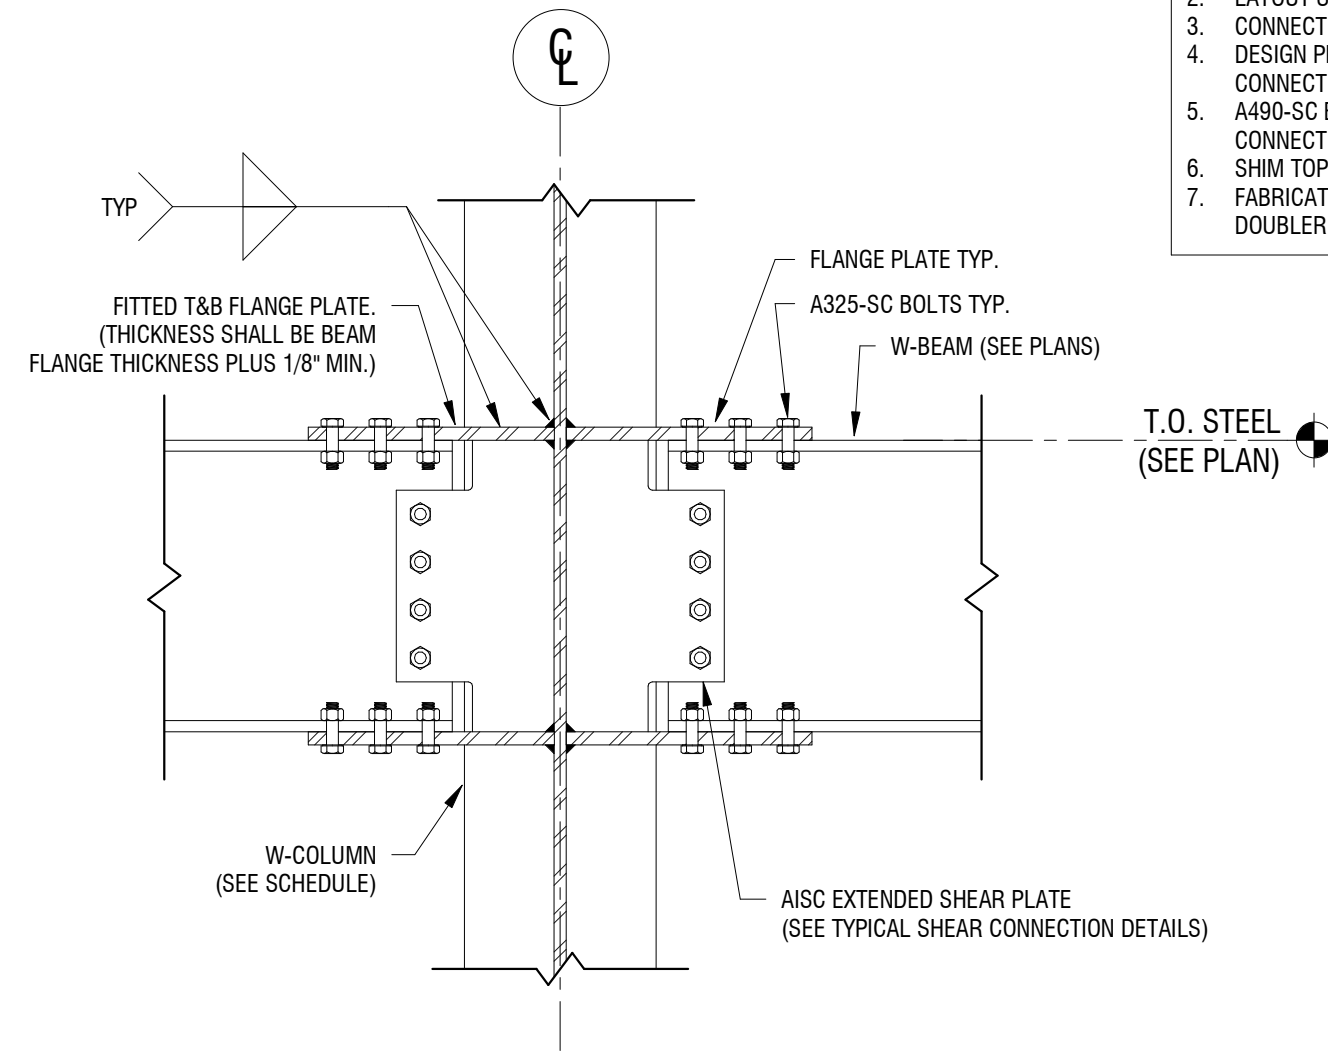 2.
3. CONNECT
4. DESIGN
CONNECT
5. A490-SC
CONNECT
6. SHIM TOP
7. FABRICAT
DOUBLER
CL
TYP
FLANGE PLATE TYP.
A325-SC BOLTS TYP.
W-BEAM (SEE PLANS)
FITTED T&B FLANGE PLATE.
(THICKNESS SHALL BE BEAM
FLANGE THICKNESS PLUS 1/8" MIN.)
T.O. STEEL
(SEE PLAN)
W-COLUMN
(SEE SCHEDULE)
AISC EXTENDED SHEAR PLATE
(SEE TYPICAL SHEAR CONNECTION DETAILS)